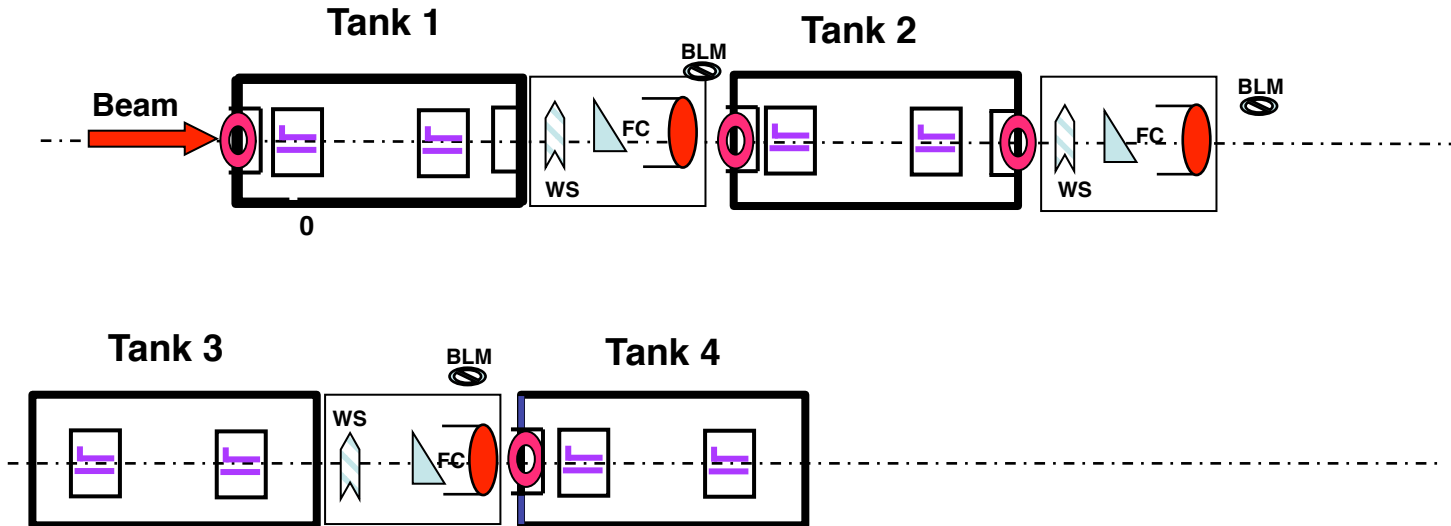 Tank 1
Tank 2
BLM
BLM
Beam
FC
FC
WS
WS
0
Tank 3
Tank 4
BLM
WS
FC